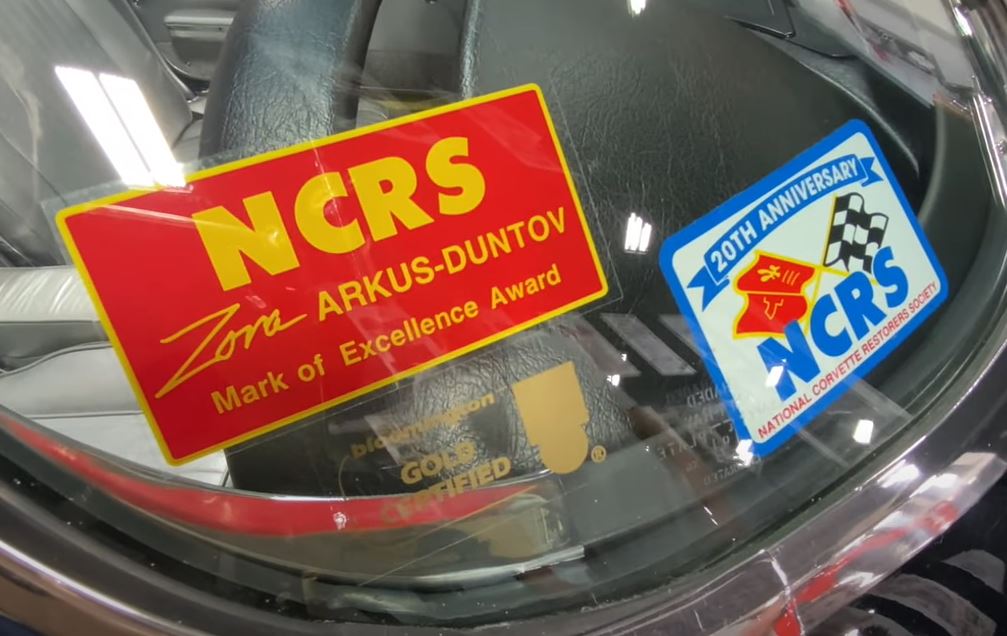 NCRS
Zora ARKUS-DUNTOV
Mark of Excellence Award
bloomington
GOLD
CERTIFIED
®
20TH ANNIVERSARY
NCRS
NATIONAL CORVETTE RESTORERS SOCIETY